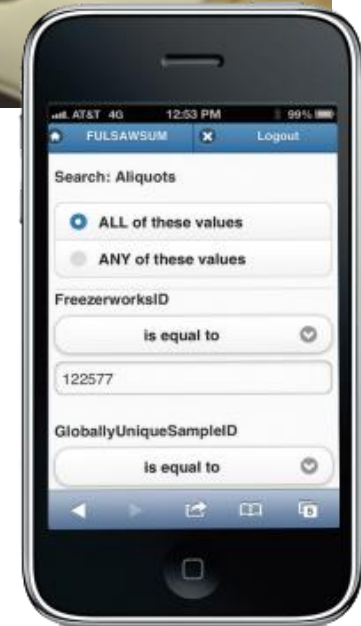 AT&T 4G 12:53 PM 99%
FULSAWSUM Logout
Search: Aliquots
ALL of these values
ANY of these values
FreezerworksID
is equal to
122577
GloballyUniqueSampleID
is equal to